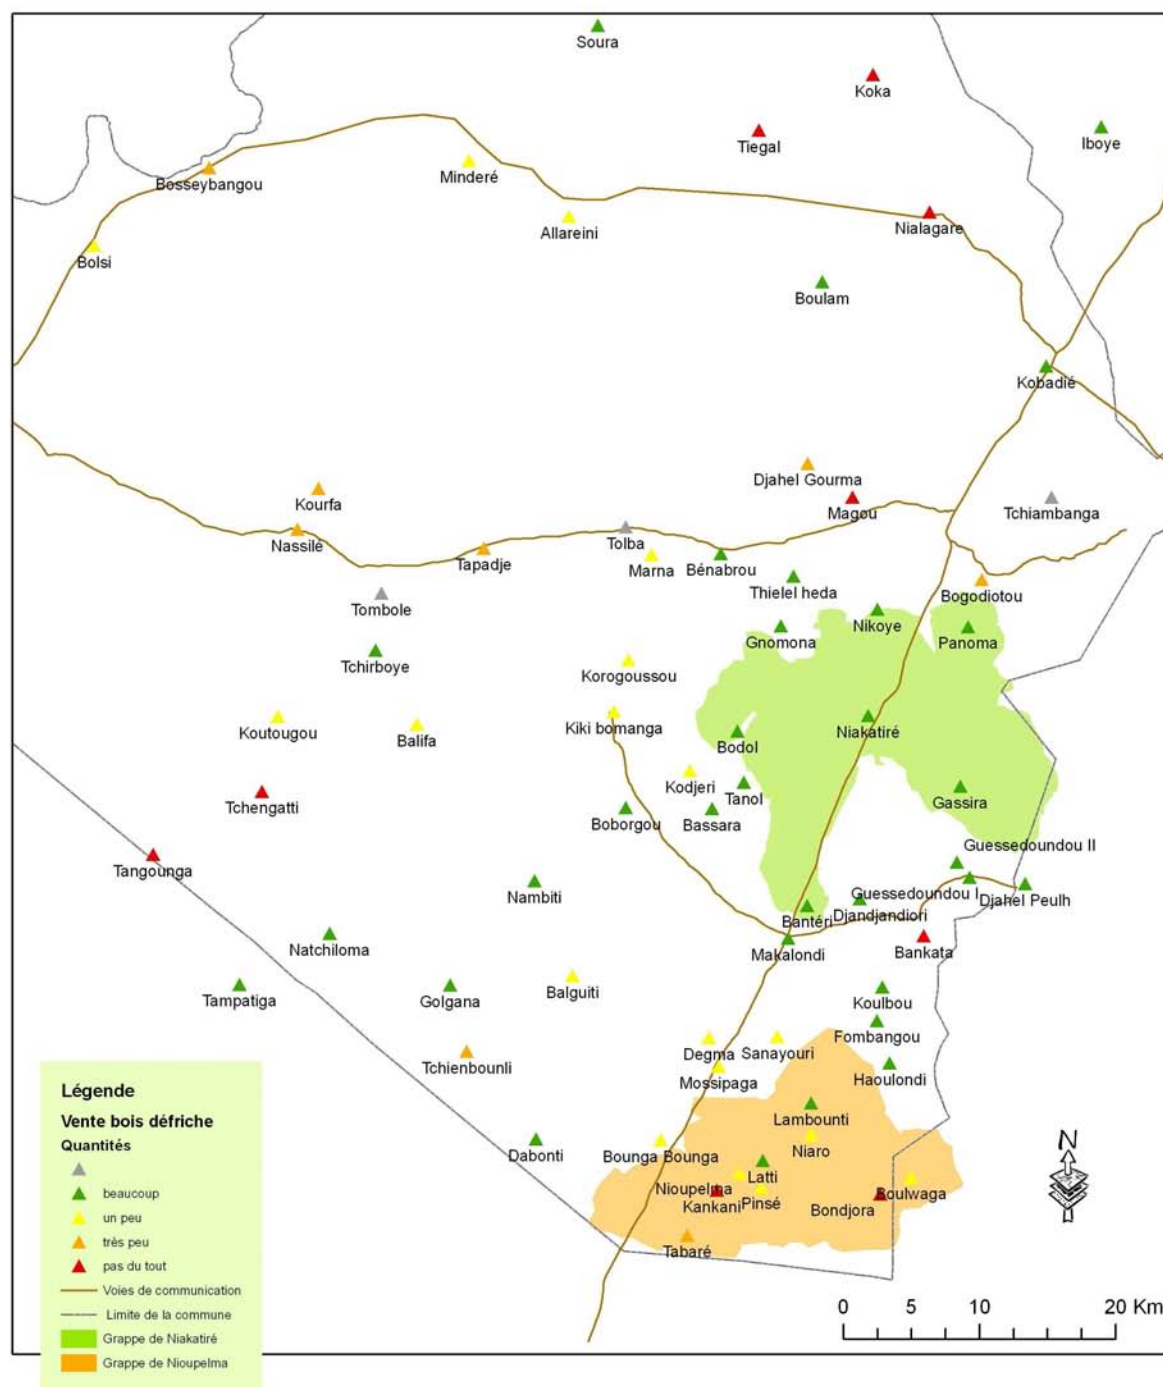 Soura
Koka
Tiegal
Iboye
Minderé
Bosseybangou
Allareini
Nialagare
Bolsi
Boulam
Kobadié
Djahel Gourma
Kourfa
Magou
Tchiambanga
Nassilé
Tolba
Tapadje
Marna
Bénabrou
Thielel heda
Bogodiotou
Tombole
Nikoye
Gnomona
Panoma
Tchirboye
Korogoussou
Koutougou
Balifa
Kiki bomanga
Bodol
Niakatiré
Kodjeri
Tanol
Gassira
Tchengatti
Boborgou
Bassara
Guessedoundou II
Tangounga
Nambiti
Guessedoundou I
Djahel Peulh
Bantéri
Djandjandiori
Natchiloma
Makalondi
Bankata
Tampatiga
Golgana
Balguiti
Koulbou
Fombangou
Degma
Sanayouri
Tchienbounli
Mossipaga
Haoulondi
Lambounti
Dabonti
Bounga Bounga
Niaro
Latti
Nioupelma
Pinsé
Kankani
Boulwaga
Bondjora
Tabaré
Légende
Vente bois défriche
Quantités
beaucoup
un peu
très peu
pas du tout
Voies de communication
Limite de la commune
Grappe de Niakatiré
Grappe de Nioupelma
N
0 5 10 20 Km